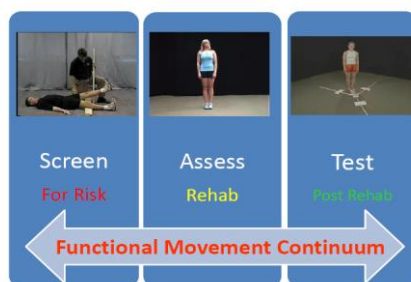 Screen
For Risk
Assess
Rehab
Test
Post Rehab
Functional Movement Continuum